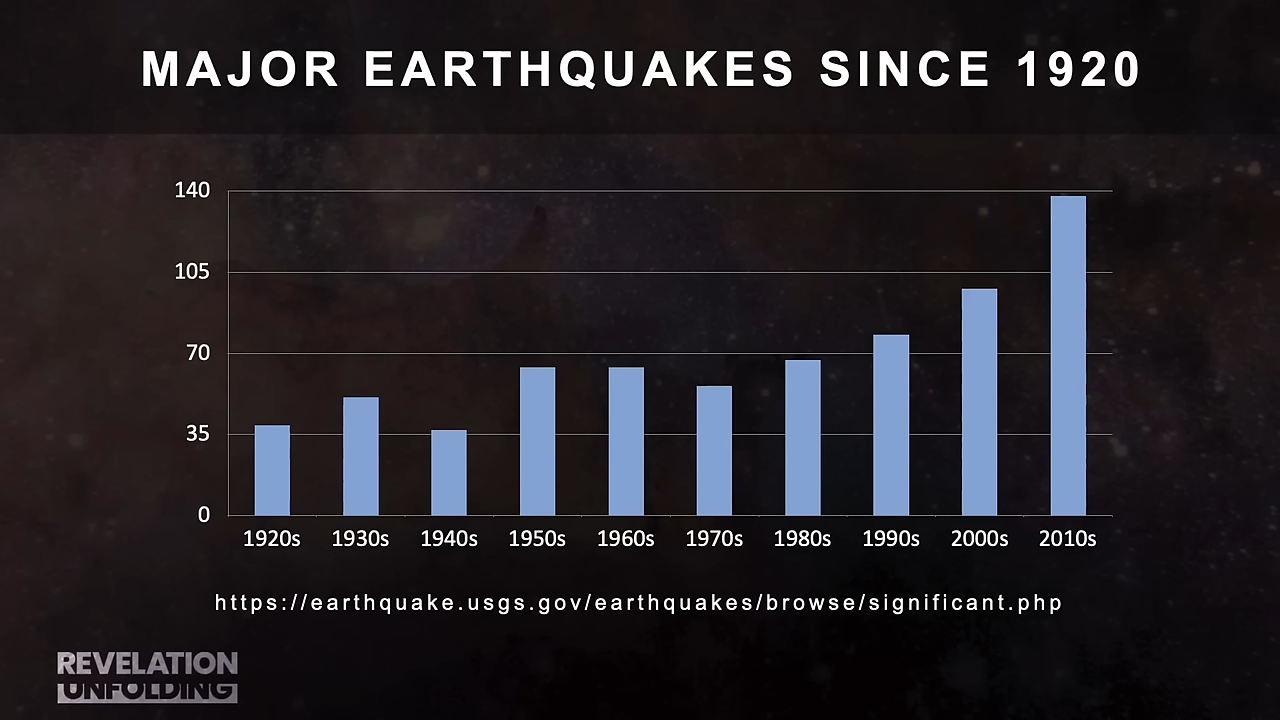 MAJOR EARTHQUAKES SINCE 1920
140
105
70
35
0
1920s 1930s 1940s 1950s 1960s 1970s 1980s 1990s 2000s 2010s
https://earthquake.usgs.gov/earthquakes/browse/significant.php
REVELATION
UNFOLDING